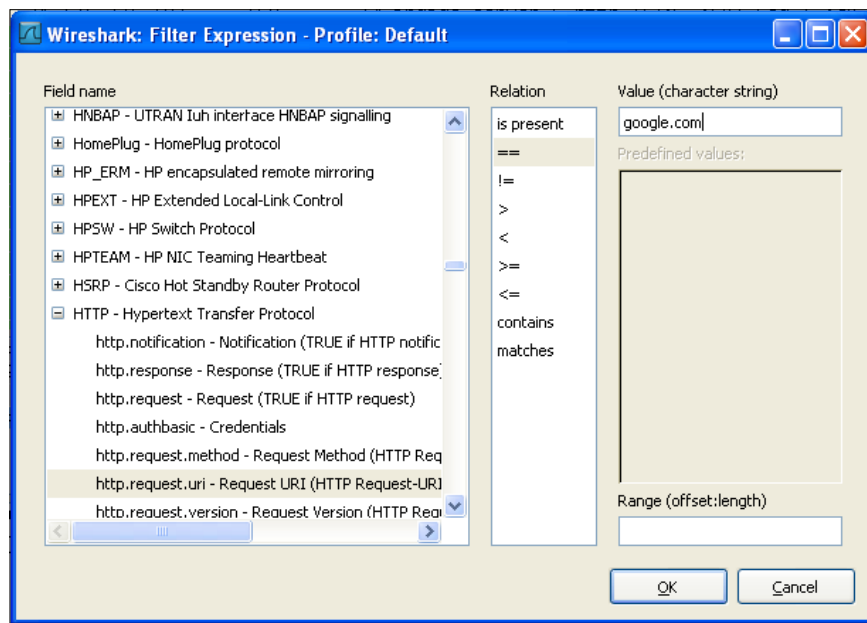 Wireshark: Filter Expression - Profile: Default
Field name
HNBAP - UTRAN Iuh interface HNBAP signalling
HomePlug - HomePlug protocol
HP_ERM - HP encapsulated remote mirroring
HPEXT - HP Extended Local-Link Control
HPSW - HP Switch Protocol
HPTEAM - HP NIC Teaming Heartbeat
HSRP - Cisco Hot Standby Router Protocol
HTTP - Hypertext Transfer Protocol
http.notification - Notification (TRUE if HTTP notific
http.response - Response (TRUE if HTTP response)
http.request - Request (TRUE if HTTP request)
http.authbasic - Credentials
http.request.method - Request Method (HTTP Req
http.request.uri - Request URI (HTTP Request-URI
http.request.version - Request Version (HTTP Requ
Relation
is present
==
!=
>
<
>=
<=
contains
matches
Value (character string)
google.com
Predefined values:
Range (offset:length)
OK
Cancel